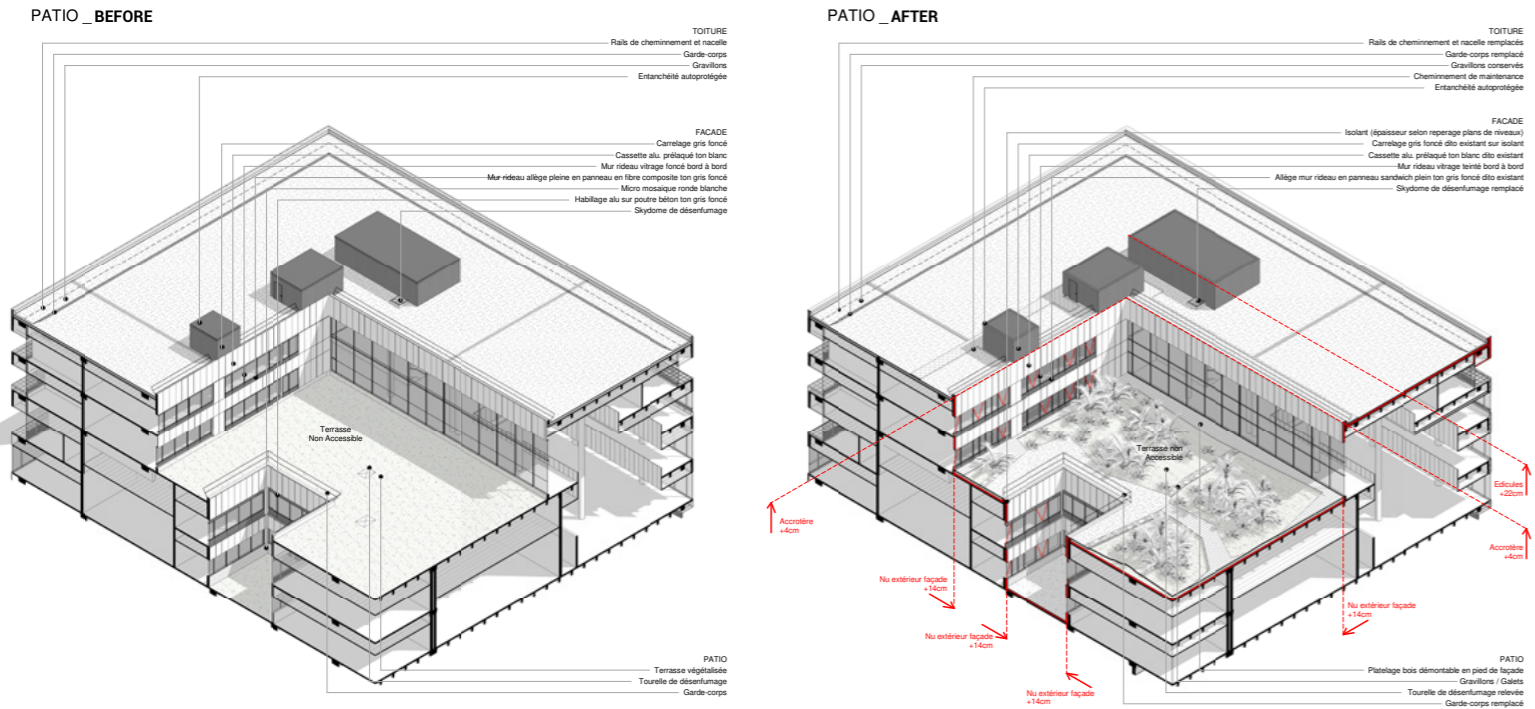 PATIO _ BEFORE
TOITURE
Rails de cheminnement et nacelle
Garde-corps
Gravillons
Entanchéité autoprotégée
FACADE
Carrelage gris foncé
Cassette alu. prélaqué ton blanc
Mur rideau vitrage foncé bord à bord
Mur rideau allège pleine en panneau en fibre composite ton gris foncé
Micro mosaique ronde blanche
Habillage alu sur poutre béton ton gris foncé
Skydome de désenfumage
Terrasse
Non Accessible
PATIO
Terrasse végétalisée
Tourelle de désenfumage
Garde-corps
PATIO _ AFTER
TOITURE
Rails de cheminnement et nacelle remplacés
Garde-corps remplacé
Gravillons conservés
Cheminnement de maintenance
Entanchéité autoprotégée
FACADE
Isolant (épaisseur selon reperage plans de niveaux)
Carrelage gris foncé dito existant sur isolant
Cassette alu. prélaqué ton blanc dito existant
Mur rideau vitrage teinté bord à bord
Allège mur rideau en panneau sandwich plein ton gris foncé dito existant
Skydome de désenfumage remplacé
Terrasse non
Accessible
Edicules
+22cm
Accrotère
+4cm
Accrotère
+4cm
Nu extérieur façade
+14cm
Nu extérieur façade
+14cm
Nu extérieur façade
+14cm
Nu extérieur façade
+14cm
PATIO
Platelage bois démontable en pied de façade
Gravillons / Galets
Tourelle de désenfumage relevée
Garde-corps remplacé